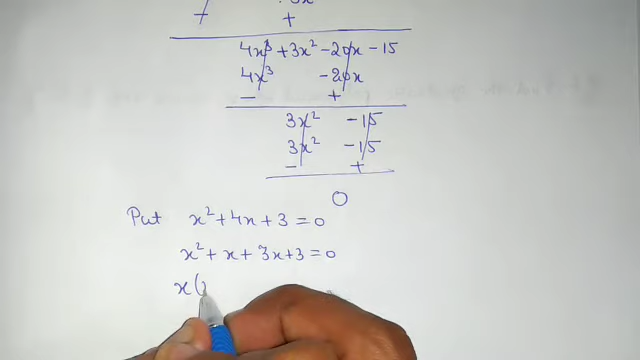 +
4x³ + 3x² - 20x - 15
4x³ - 20x
- +
3x² - 15
3x² - 15
- +
0
Put x² + 4x + 3 = 0
x² + x + 3x + 3 = 0
x(